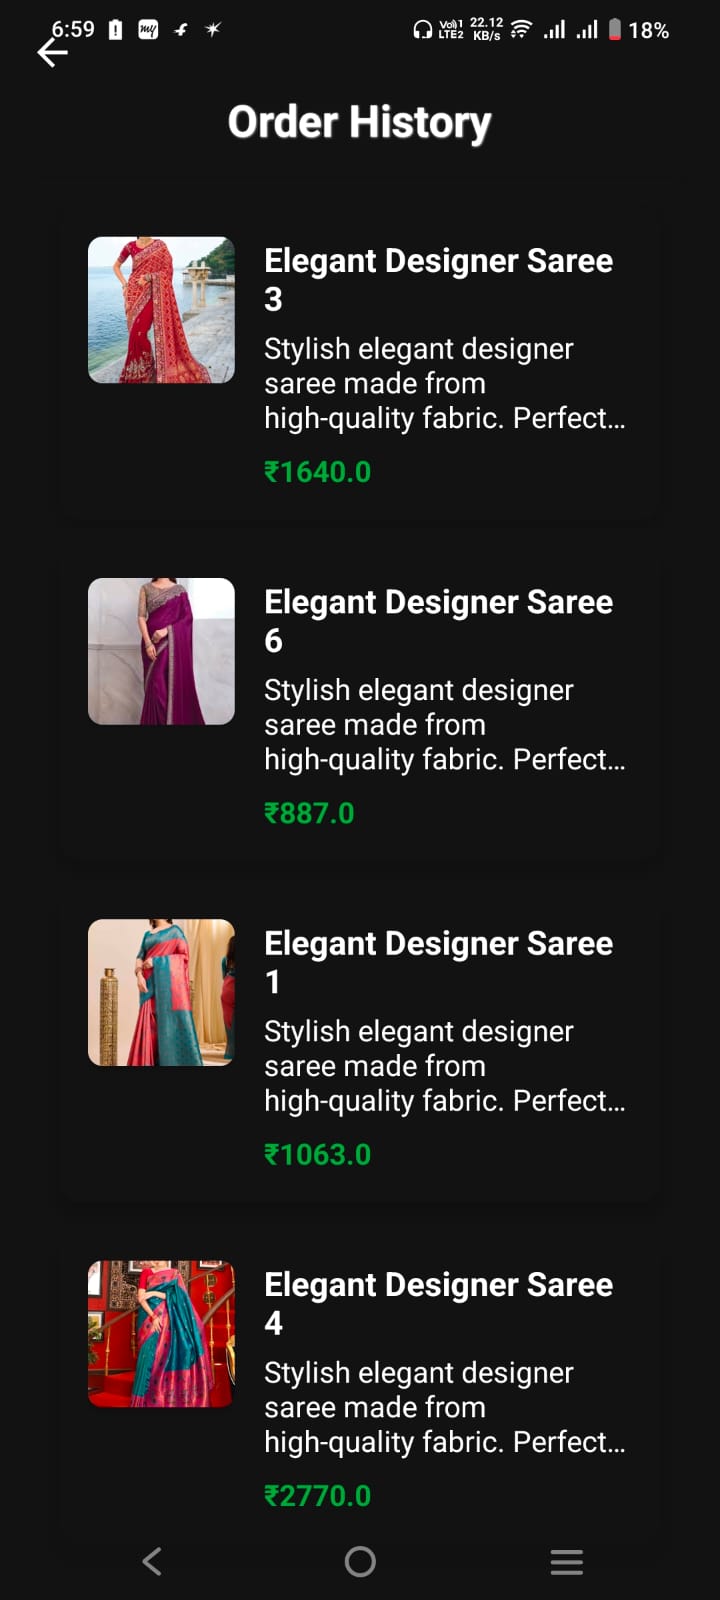 6:59 my Vo)) 1 LTE2 22.12 KB/s 18%
Order History
Elegant Designer Saree
3
Stylish elegant designer
saree made from
high-quality fabric. Perfect...
₹1640.0
Elegant Designer Saree
6
Stylish elegant designer
saree made from
high-quality fabric. Perfect...
₹887.0
Elegant Designer Saree
1
Stylish elegant designer
saree made from
high-quality fabric. Perfect...
₹1063.0
Elegant Designer Saree
4
Stylish elegant designer
saree made from
high-quality fabric. Perfect...
₹2770.0